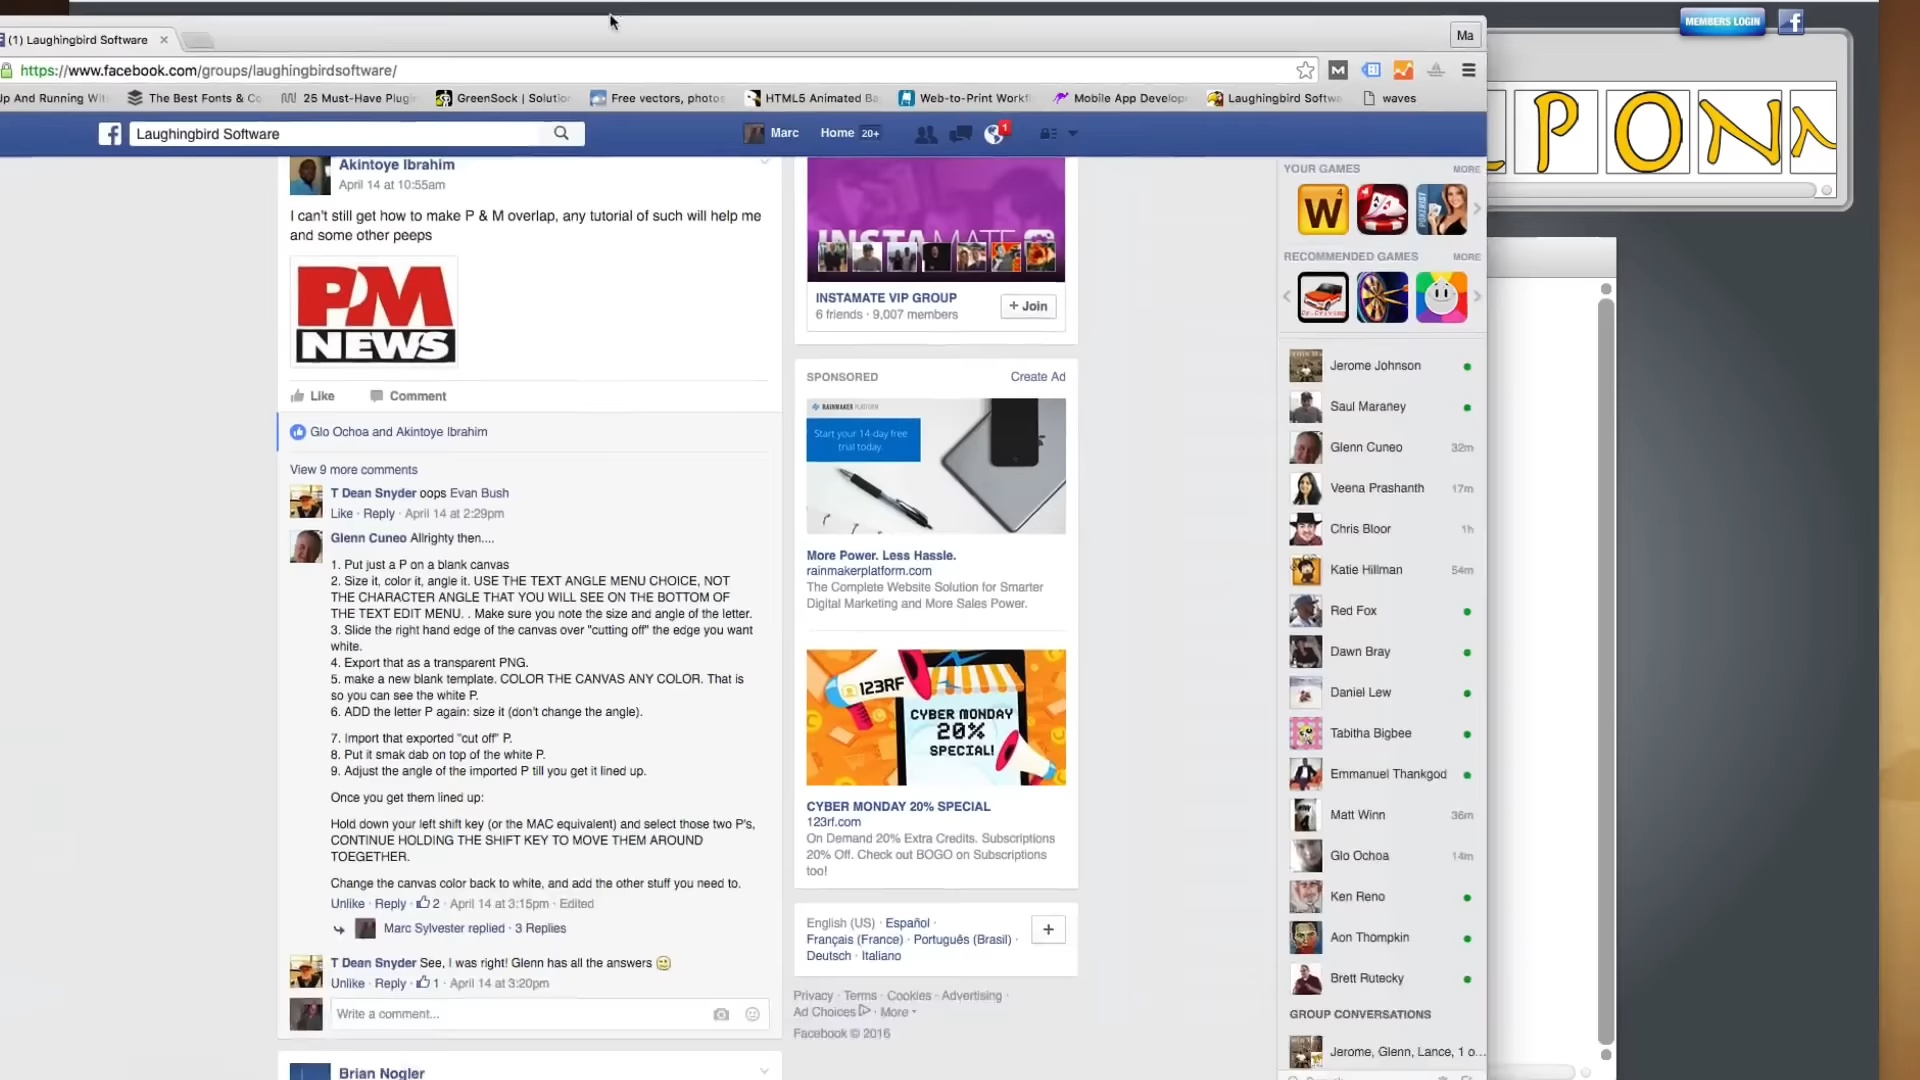 MEMBERS LOGIN
(1) Laughingbird Software
Ma
https://www.facebook.com/groups/laughingbirdsoftware/
Up And Running Wit
The Best Fonts & Co
25 Must-Have Plugi
GreenSock | Solution
Free vectors, photos
HTML5 Animated Ba
Web-to-Print Workfl
Mobile App Develop
Laughingbird Softwa
waves
P O N
Laughingbird Software
Marc
Home 20+
1
Akintoye Ibrahim
April 14 at 10:55am
I can't still get how to make P & M overlap, any tutorial of such will help me
and some other peeps
PM
NEWS
Like
Comment
Glo Ochoa and Akintoye Ibrahim
View 9 more comments
T Dean Snyder oops Evan Bush
Like · Reply · April 14 at 2:29pm
Glenn Cuneo Allrighty then....
1. Put just a P on a blank canvas
2. Size it, color it, angle it. USE THE TEXT ANGLE MENU CHOICE, NOT
THE CHARACTER ANGLE THAT YOU WILL SEE ON THE BOTTOM OF
THE TEXT EDIT MENU. . Make sure you note the size and angle of the letter.
3. Slide the right hand edge of the canvas over "cutting off" the edge you want
white.
4. Export that as a transparent PNG.
5. make a new blank template. COLOR THE CANVAS ANY COLOR. That is
so you can see the white P.
6. ADD the letter P again: size it (don't change the angle).
7. Import that exported "cut off" P.
8. Put it smak dab on top of the white P.
9. Adjust the angle of the imported P till you get it lined up.
Once you get them lined up:
Hold down your left shift key (or the MAC equivalent) and select those two P's,
CONTINUE HOLDING THE SHIFT KEY TO MOVE THEM AROUND
TOEGETHER.
Change the canvas color back to white, and add the other stuff you need to.
Unlike · Reply · 2 · April 14 at 3:15pm · Edited
Marc Sylvester replied · 3 Replies
T Dean Snyder See, I was right! Glenn has all the answers
Unlike · Reply · 1 · April 14 at 3:20pm
Write a comment...
Brian Nogler
INSTAMATE
INSTAMATE VIP GROUP
6 friends · 9,007 members
+ Join
SPONSORED
Create Ad
RAINMAKER PLATFORM
Start your 14-day free
trial today.
More Power. Less Hassle.
rainmakerplatform.com
The Complete Website Solution for Smarter
Digital Marketing and More Sales Power.
123RF
CYBER MONDAY
20%
SPECIAL!
CYBER MONDAY 20% SPECIAL
123rf.com
On Demand 20% Extra Credits. Subscriptions
20% Off. Check out BOGO on Subscriptions
too!
English (US) · Español ·
Français (France) · Português (Brasil) ·
Deutsch · Italiano
+
Privacy · Terms · Cookies · Advertising ·
Ad Choices · More
Facebook © 2016
YOUR GAMES
MORE
W
4
RECOMMENDED GAMES
MORE
Dr. Driving
Jerome Johnson
Saul Maraney
Glenn Cuneo 32m
Veena Prashanth 17m
Chris Bloor 1h
Katie Hillman 54m
Red Fox
Dawn Bray
Daniel Lew
Tabitha Bigbee
Emmanuel Thankgod
Matt Winn 36m
Glo Ochoa 14m
Ken Reno
Aon Thompkin
Brett Rutecky
GROUP CONVERSATIONS
Jerome, Glenn, Lance, 1 o...